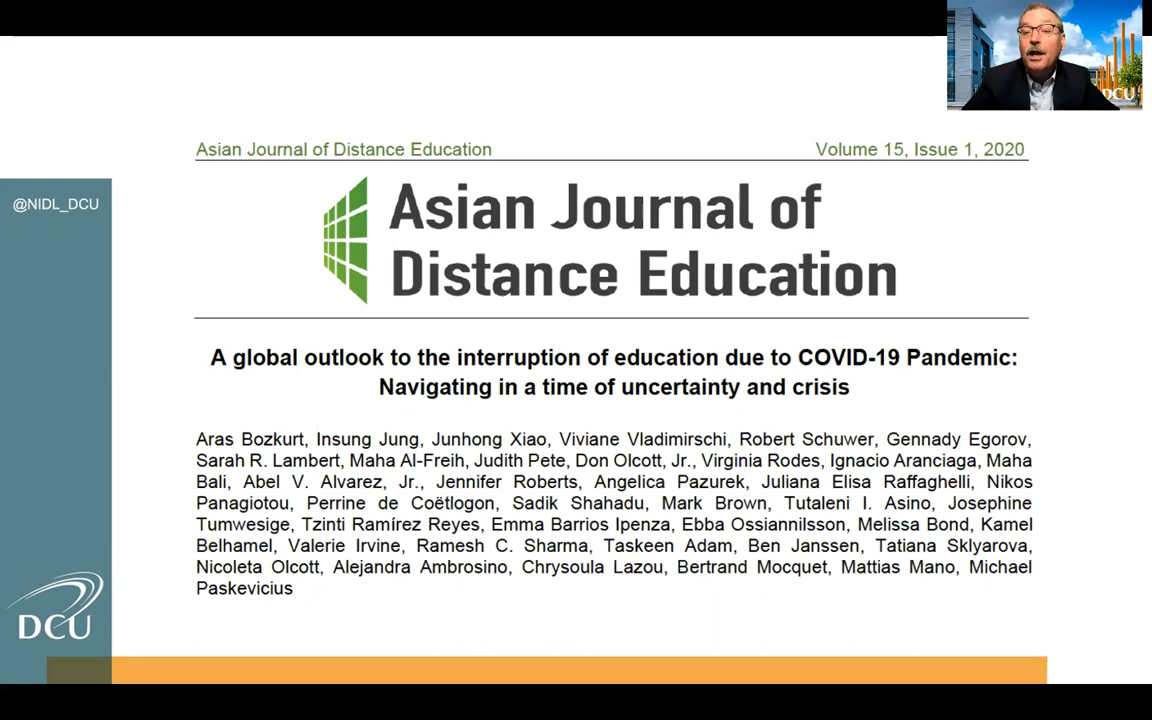 DCU
Asian Journal of Distance Education
Volume 15, Issue 1, 2020
@NIDL_DCU
Asian Journal of
Distance Education
A global outlook to the interruption of education due to COVID-19 Pandemic:
Navigating in a time of uncertainty and crisis
Aras Bozkurt, Insung Jung, Junhong Xiao, Viviane Vladimirschi, Robert Schuwer, Gennady Egorov,
Sarah R. Lambert, Maha Al-Freih, Judith Pete, Don Olcott, Jr., Virginia Rodes, Ignacio Aranciaga, Maha
Bali, Abel V. Alvarez, Jr., Jennifer Roberts, Angelica Pazurek, Juliana Elisa Raffaghelli, Nikos
Panagiotou, Perrine de Coëtlogon, Sadik Shahadu, Mark Brown, Tutaleni I. Asino, Josephine
Tumwesige, Tzinti Ramírez Reyes, Emma Barrios Ipenza, Ebba Ossiannilsson, Melissa Bond, Kamel
Belhamel, Valerie Irvine, Ramesh C. Sharma, Taskeen Adam, Ben Janssen, Tatiana Sklyarova,
Nicoleta Olcott, Alejandra Ambrosino, Chrysoula Lazou, Bertrand Mocquet, Mattias Mano, Michael
Paskevicius
DCU